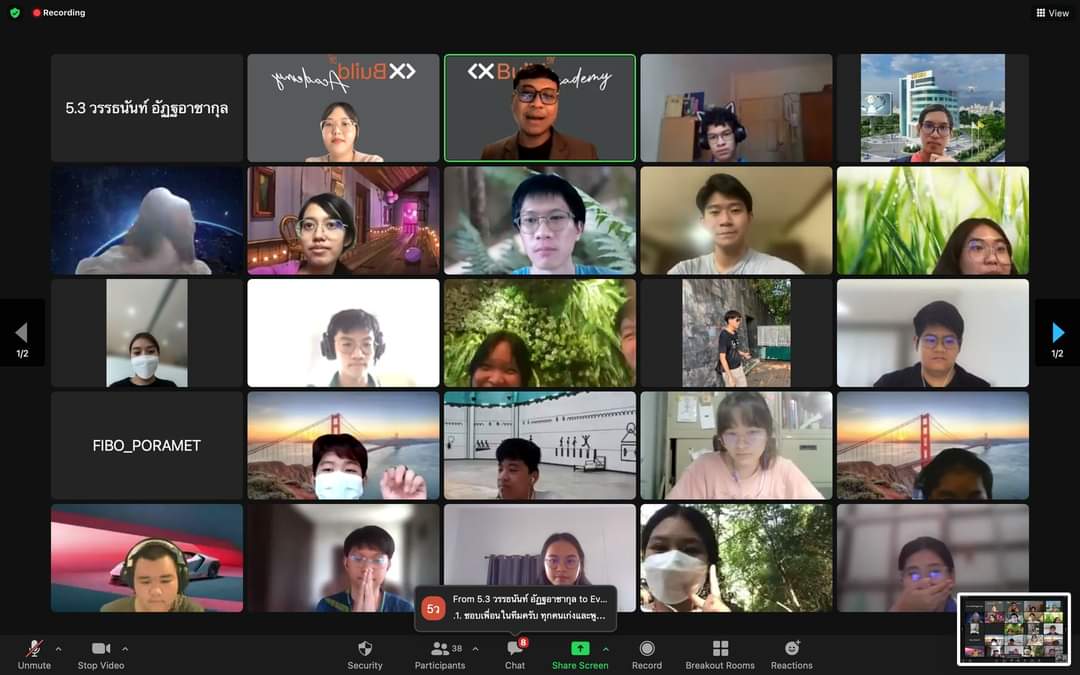 Recording
View
5.3 วรรธนันท์ อัฏฐอาชากุล
Build
Academy
1/2
1/2
FIBO_PORAMET
5ว
From 5.3 วรรธนันท์ อัฏฐอาชากุล to Ev...
.1. ชอบเพื่อนในทีมครับ ทุกคนเก่งและพู...
Unmute
Stop Video
Security
38
Participants
8
Chat
Share Screen
Record
Breakout Rooms
Reactions